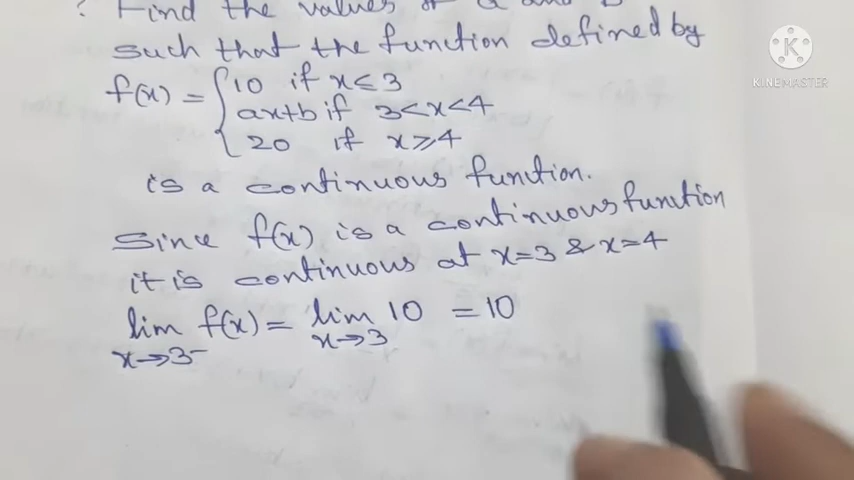 : Find the values of a and b
such that the function defined by
f(x) = { 10 if x ≤ 3
ax+b if 3<x<4
20 if x ≥ 4
is a continuous function.
Since f(x) is a continuous function
it is continuous at x=3 & x=4
lim f(x) = lim 10 = 10
x→3⁻ x→3
KINEMASTER